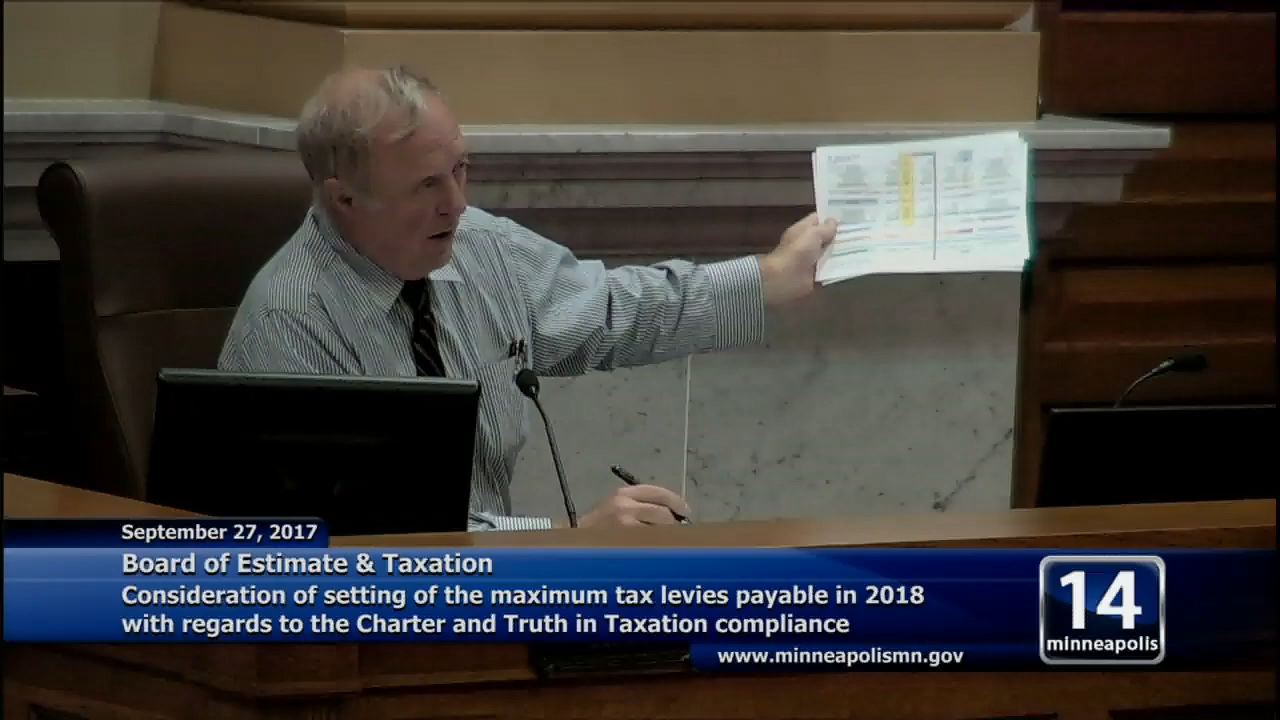 September 27, 2017
Board of Estimate & Taxation
Consideration of setting of the maximum tax levies payable in 2018
with regards to the Charter and Truth in Taxation compliance
14
minneapolis
www.minneapolismn.gov